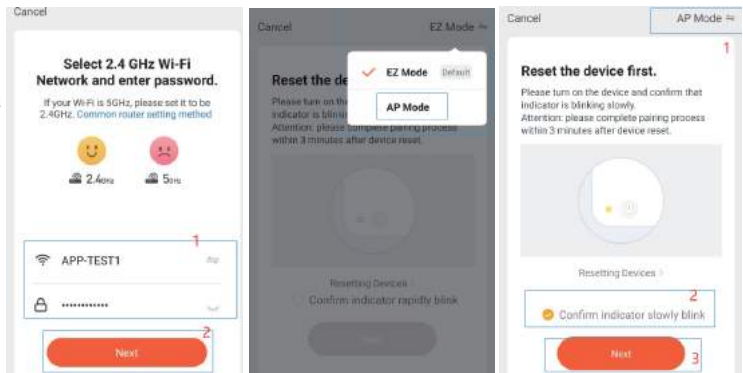 Cancel
Select 2.4 GHz Wi-Fi
Network and enter password.
If your Wi-Fi is 5GHz, please set it to be
2.4GHz. Common router setting method
2.4GHz
5GHz
1
APP-TEST1
2
Next
Cancel
EZ Mode
EZ Mode
Default
AP Mode
Reset the de
Please turn on the
indicator is blinkin
Attention: please complete pairing process
within 3 minutes after device reset.
Resetting Devices
Confirm indicator rapidly blink
Next
Cancel
AP Mode
1
Reset the device first.
Please turn on the device and confirm that
indicator is blinking slowly.
Attention: please complete pairing process
within 3 minutes after device reset.
Resetting Devices >
2
Confirm indicator slowly blink
Next
3